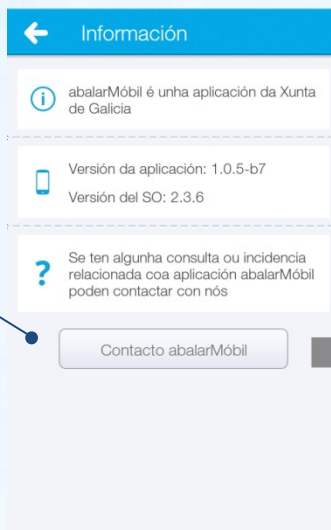 Información
abalarMóbil é unha aplicación da Xunta
de Galicia
Versión da aplicación: 1.0.5-b7
Versión del SO: 2.3.6
Se ten algunha consulta ou incidencia
relacionada coa aplicación abalarMóbil
poden contactar con nós
Contacto abalarMóbil